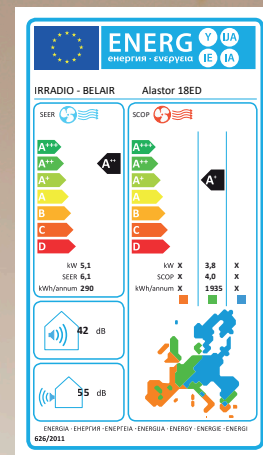 ENERG Y UA
енергия · ενεργεια IE IA
IRRADIO - BELAIR Alastor 18ED
SEER SCOP
A+++ A+++
A++ A++ A++
A+ A+ A+
A A
B B
C C
D D
kW 5,1 kW X 3,8 X
SEER 6,1 SCOP X 4,0 X
kWh/annum 290 kWh/annum X 1935 X
42 dB
55 dB
ENERGIA · ЕНЕРГИЯ · ΕΝΕΡΓΕΙΑ · ENERGIJA · ENERGY · ENERGIE · ENERGI
626/2011